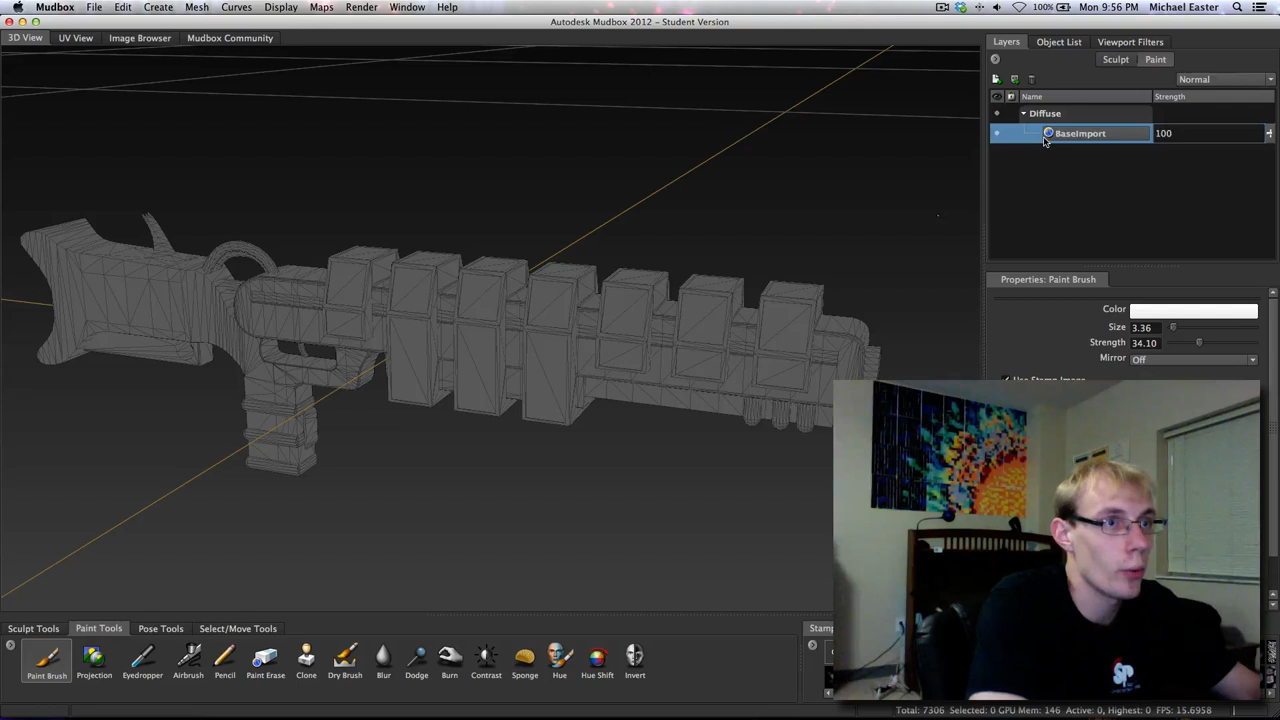 Mudbox File Edit Create Mesh Curves Display Maps Render Window Help 100% Mon 9:56 PM Michael Easter
Autodesk Mudbox 2012 - Student Version
3D View UV View Image Browser Mudbox Community
Layers Object List Viewport Filters
Sculpt Paint
Normal
Name Strength
Diffuse
BaseImport 100
Properties: Paint Brush
Color
Size 3.36
Strength 34.10
Mirror Off
Use Stamp Image
Sculpt Tools Paint Tools Pose Tools Select/Move Tools Stamp
Paint Brush Projection Eyedropper Airbrush Pencil Paint Erase Clone Dry Brush Blur Dodge Burn Contrast Sponge Hue Hue Shift Invert
SP
Total: 7306 Selected: 0 GPU Mem: 146 Active: 0, Highest: 0 FPS: 15.6958